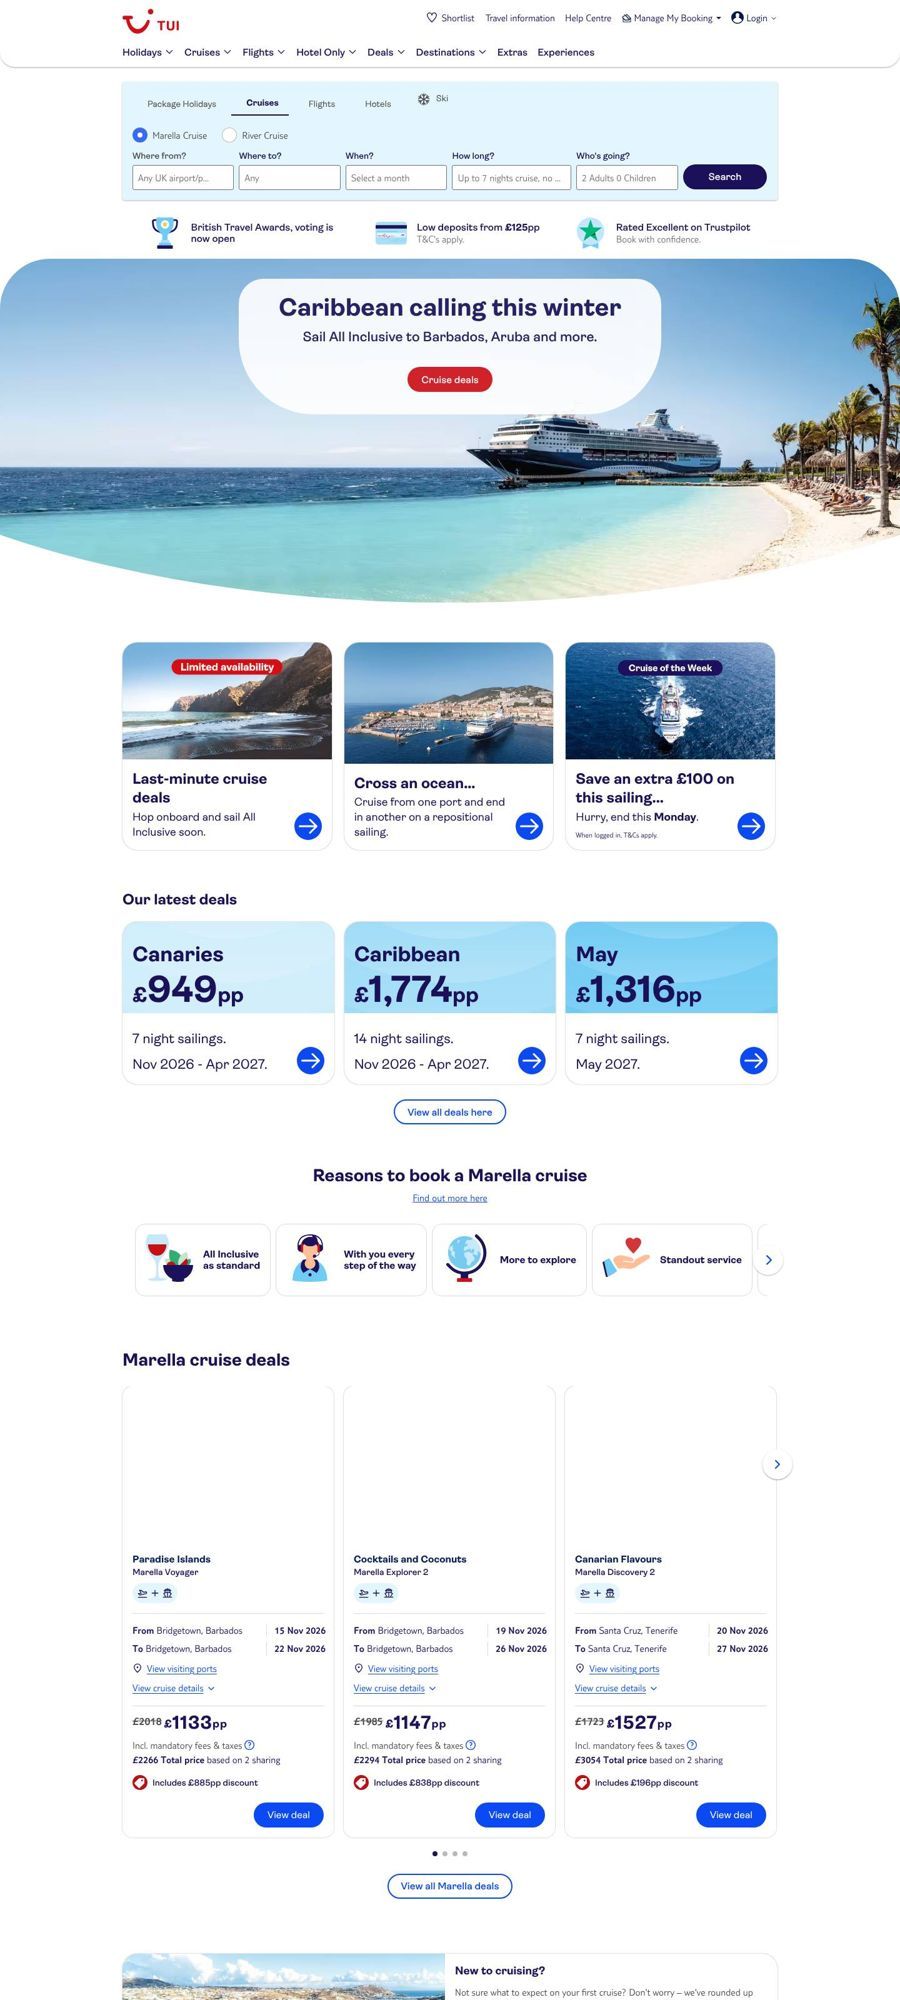 TUI
Shortlist
Travel information
Help Centre
Manage My Booking
Login
Holidays
Cruises
Flights
Hotel Only
Deals
Destinations
Extras
Experiences
Package Holidays
Cruises
Flights
Hotels
Ski
Marella Cruise
River Cruise
Where from?
Where to?
When?
How long?
Who's going?
Any UK airport/p...
Any
Select a month
Up to 7 nights cruise, no ...
2 Adults 0 Children
Search
British Travel Awards, voting is
now open
Low deposits from £125pp
T&C's apply.
Rated Excellent on Trustpilot
Book with confidence.
Caribbean calling this winter
Sail All Inclusive to Barbados, Aruba and more.
Cruise deals
Limited availability
Last-minute cruise
deals
Hop onboard and sail All
Inclusive soon.
Cross an ocean...
Cruise from one port and end
in another on a repositional
sailing.
Cruise of the Week
Save an extra £100 on
this sailing...
Hurry, end this Monday.
When logged in. T&Cs apply.
Our latest deals
Canaries
£949pp
7 night sailings.
Nov 2026 - Apr 2027.
Caribbean
£1,774pp
14 night sailings.
Nov 2026 - Apr 2027.
May
£1,316pp
7 night sailings.
May 2027.
View all deals here
Reasons to book a Marella cruise
Find out more here
All Inclusive
as standard
With you every
step of the way
More to explore
Standout service
Marella cruise deals
Paradise Islands
Marella Voyager
From Bridgetown, Barbados
15 Nov 2026
To Bridgetown, Barbados
22 Nov 2026
View visiting ports
View cruise details
£2018 £1133pp
Incl. mandatory fees & taxes
£2266 Total price based on 2 sharing
Includes £885pp discount
View deal
Cocktails and Coconuts
Marella Explorer 2
From Bridgetown, Barbados
19 Nov 2026
To Bridgetown, Barbados
26 Nov 2026
View visiting ports
View cruise details
£1985 £1147pp
Incl. mandatory fees & taxes
£2294 Total price based on 2 sharing
Includes £838pp discount
View deal
Canarian Flavours
Marella Discovery 2
From Santa Cruz, Tenerife
20 Nov 2026
To Santa Cruz, Tenerife
27 Nov 2026
View visiting ports
View cruise details
£1723 £1527pp
Incl. mandatory fees & taxes
£3054 Total price based on 2 sharing
Includes £196pp discount
View deal
View all Marella deals
New to cruising?
Not sure what to expect on your first cruise? Don't worry – we've rounded up